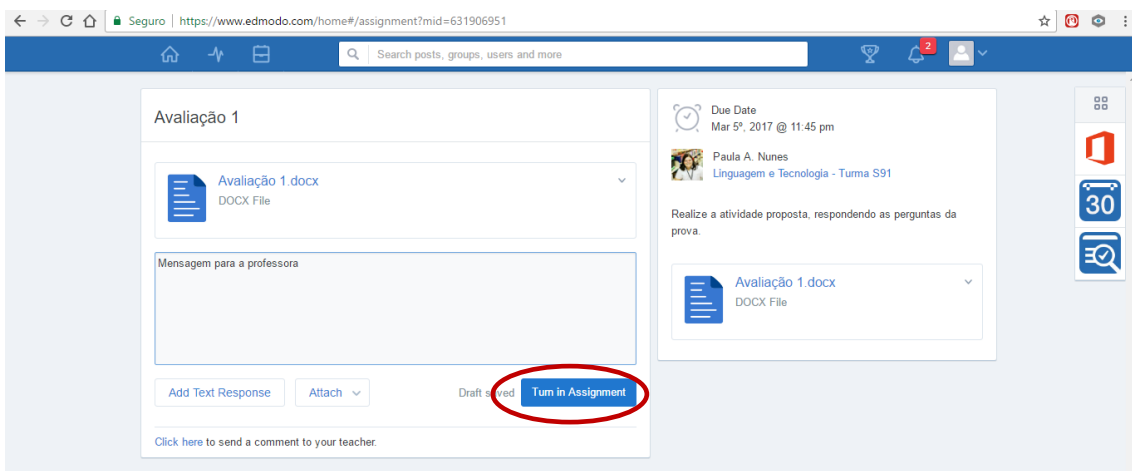 Seguro | https://www.edmodo.com/home#/assignment?mid=631906951
Search posts, groups, users and more
2
Avaliação 1
Avaliação 1.docx
DOCX File
Mensagem para a professora
Add Text Response
Attach
Draft saved
Turn in Assignment
Click here to send a comment to your teacher.
Due Date
Mar 5º, 2017 @ 11:45 pm
Paula A. Nunes
Linguagem e Tecnologia - Turma S91
Realize a atividade proposta, respondendo as perguntas da
prova.
Avaliação 1.docx
DOCX File
30